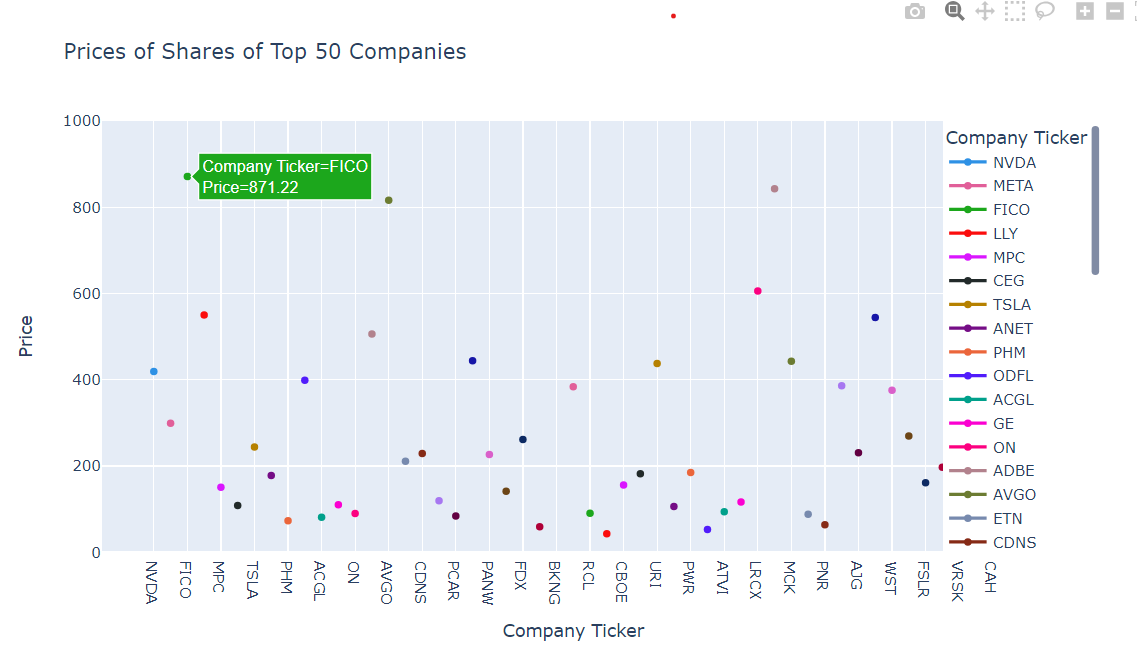 Prices of Shares of Top 50 Companies
1000
800
600
400
200
0
Price
Company Ticker=FICO
Price=871.22
NVDA
FICO
MPC
TSLA
PHM
ACGL
ON
AVGO
CDNS
PCAR
PANW
FDX
BKNG
RCL
CBOE
URI
PWR
ATVI
LRCX
MCK
PNR
AJG
WST
FSLR
VRSK
CAH
Company Ticker
Company Ticker
NVDA
META
FICO
LLY
MPC
CEG
TSLA
ANET
PHM
ODFL
ACGL
GE
ON
ADBE
AVGO
ETN
CDNS